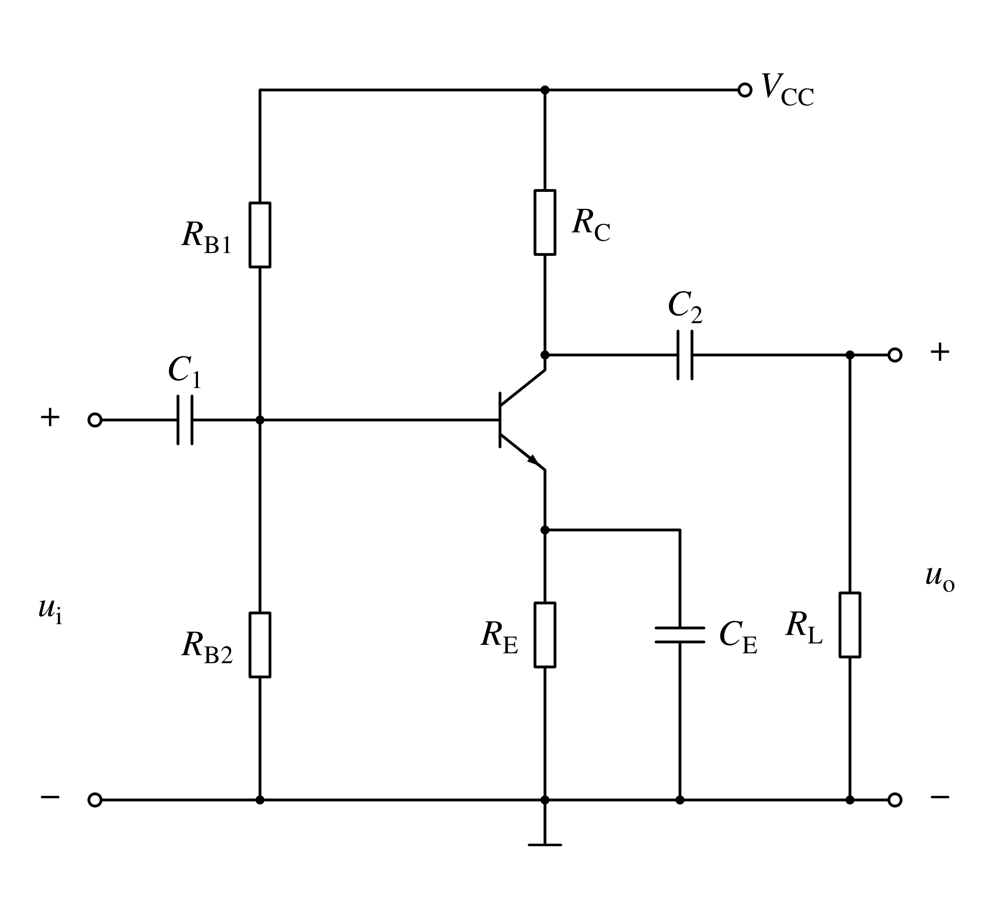 V_CC
R_B1
R_C
C_2
C_1
+
+
u_i
u_o
R_B2
R_E
C_E
R_L
−
−